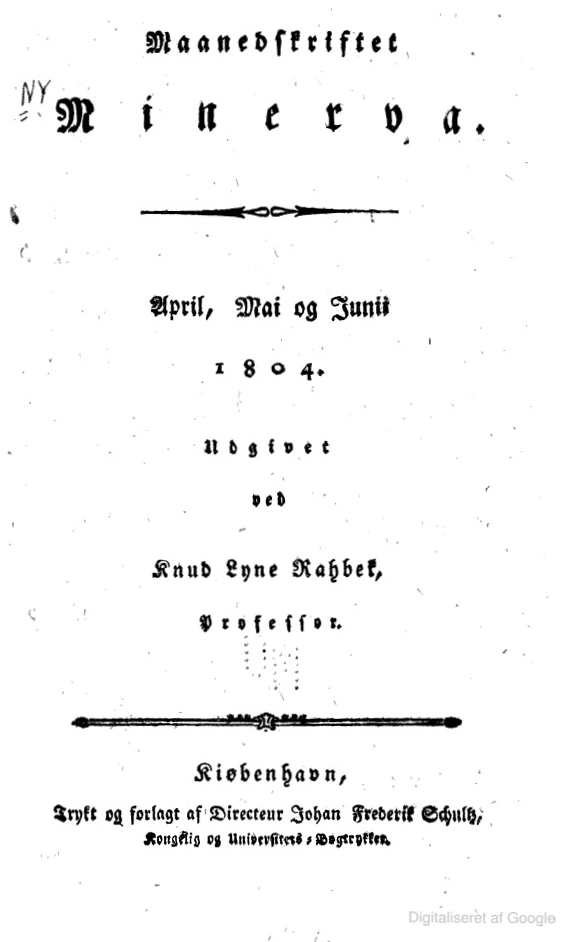 Maanedskriftet
NY
Minerva.
April, Mai og Junii
1804.
Udgivet
ved
Knud Lyne Rahbek,
Professor.
Kiøbenhavn,
Trykt og forlagt af Directeur Johan Frederik Schultz,
Kongelig og Universitets-Bogtrykker.
Digitaliseret af Google